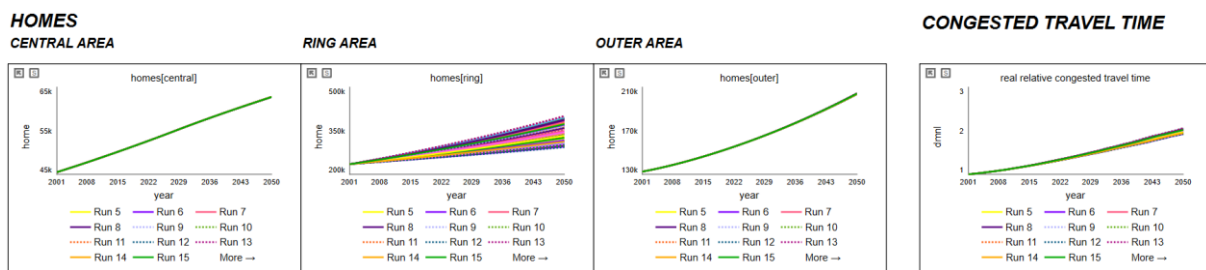 HOMES
CENTRAL AREA
RING AREA
OUTER AREA
CONGESTED TRAVEL TIME
homes[central]
65k
55k
45k
home
2001 2008 2015 2022 2029 2036 2043 2050
year
Run 5 Run 6 Run 7
Run 8 Run 9 Run 10
Run 11 Run 12 Run 13
Run 14 Run 15 More →
homes[ring]
500k
350k
200k
home
2001 2008 2015 2022 2029 2036 2043 2050
year
Run 5 Run 6 Run 7
Run 8 Run 9 Run 10
Run 11 Run 12 Run 13
Run 14 Run 15 More →
homes[outer]
210k
170k
130k
home
2001 2008 2015 2022 2029 2036 2043 2050
year
Run 5 Run 6 Run 7
Run 8 Run 9 Run 10
Run 11 Run 12 Run 13
Run 14 Run 15 More →
real relative congested travel time
3
2
1
dmnl
2001 2008 2015 2022 2029 2036 2043 2050
year
Run 5 Run 6 Run 7
Run 8 Run 9 Run 10
Run 11 Run 12 Run 13
Run 14 Run 15 More →